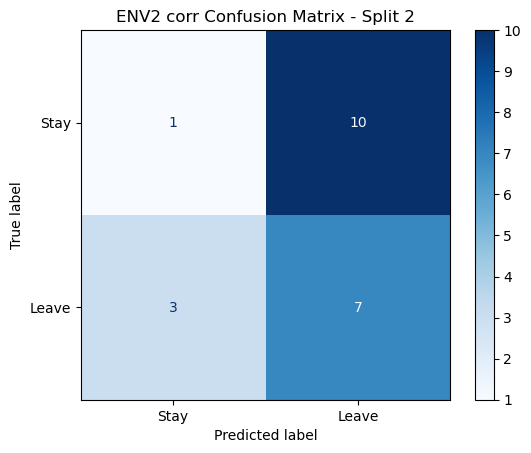 ENV2 corr Confusion Matrix - Split 2
10
9
Stay
1
10
8
7
True label
6
5
Leave
3
7
4
3
2
1
Stay
Leave
Predicted label